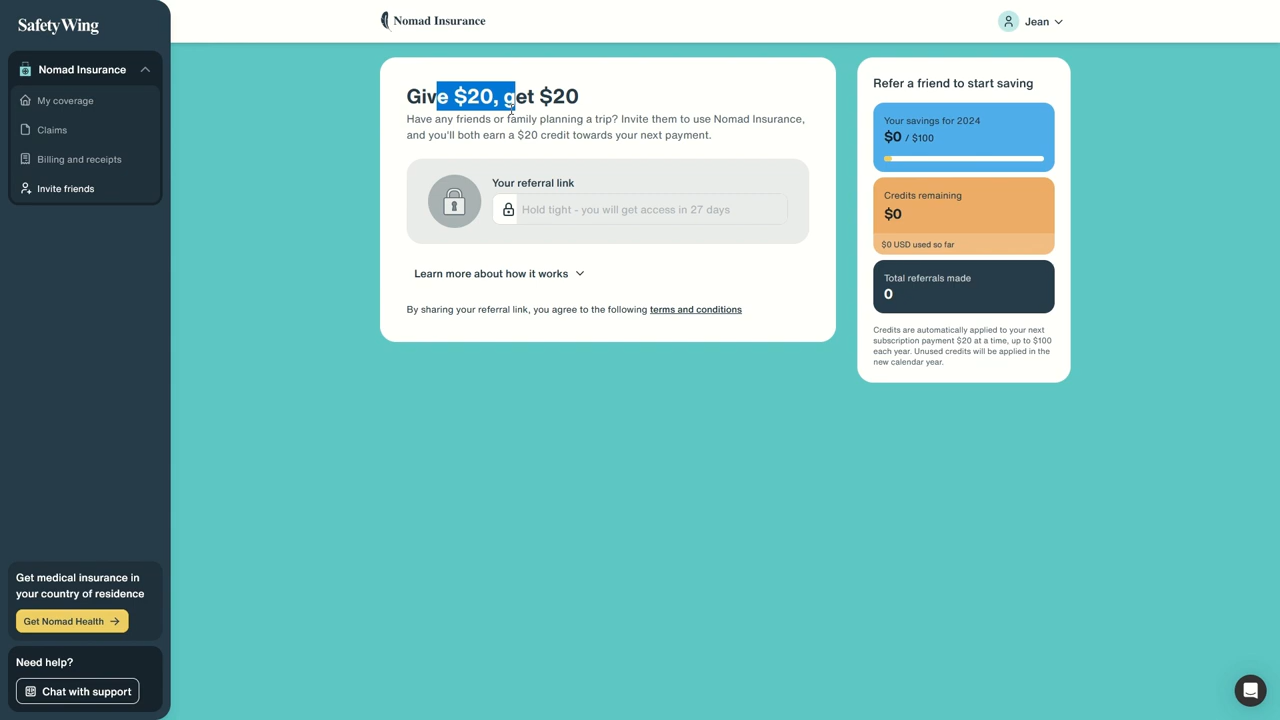 SafetyWing
Nomad Insurance
My coverage
Claims
Billing and receipts
Invite friends
Get medical insurance in
your country of residence
Get Nomad Health
Need help?
Chat with support
Nomad Insurance
Jean
Give $20, get $20
Have any friends or family planning a trip? Invite them to use Nomad Insurance,
and you'll both earn a $20 credit towards your next payment.
Your referral link
Hold tight - you will get access in 27 days
Learn more about how it works
By sharing your referral link, you agree to the following terms and conditions
Refer a friend to start saving
Your savings for 2024
$0 / $100
Credits remaining
$0
$0 USD used so far
Total referrals made
0
Credits are automatically applied to your next
subscription payment $20 at a time, up to $100
each year. Unused credits will be applied in the
new calendar year.